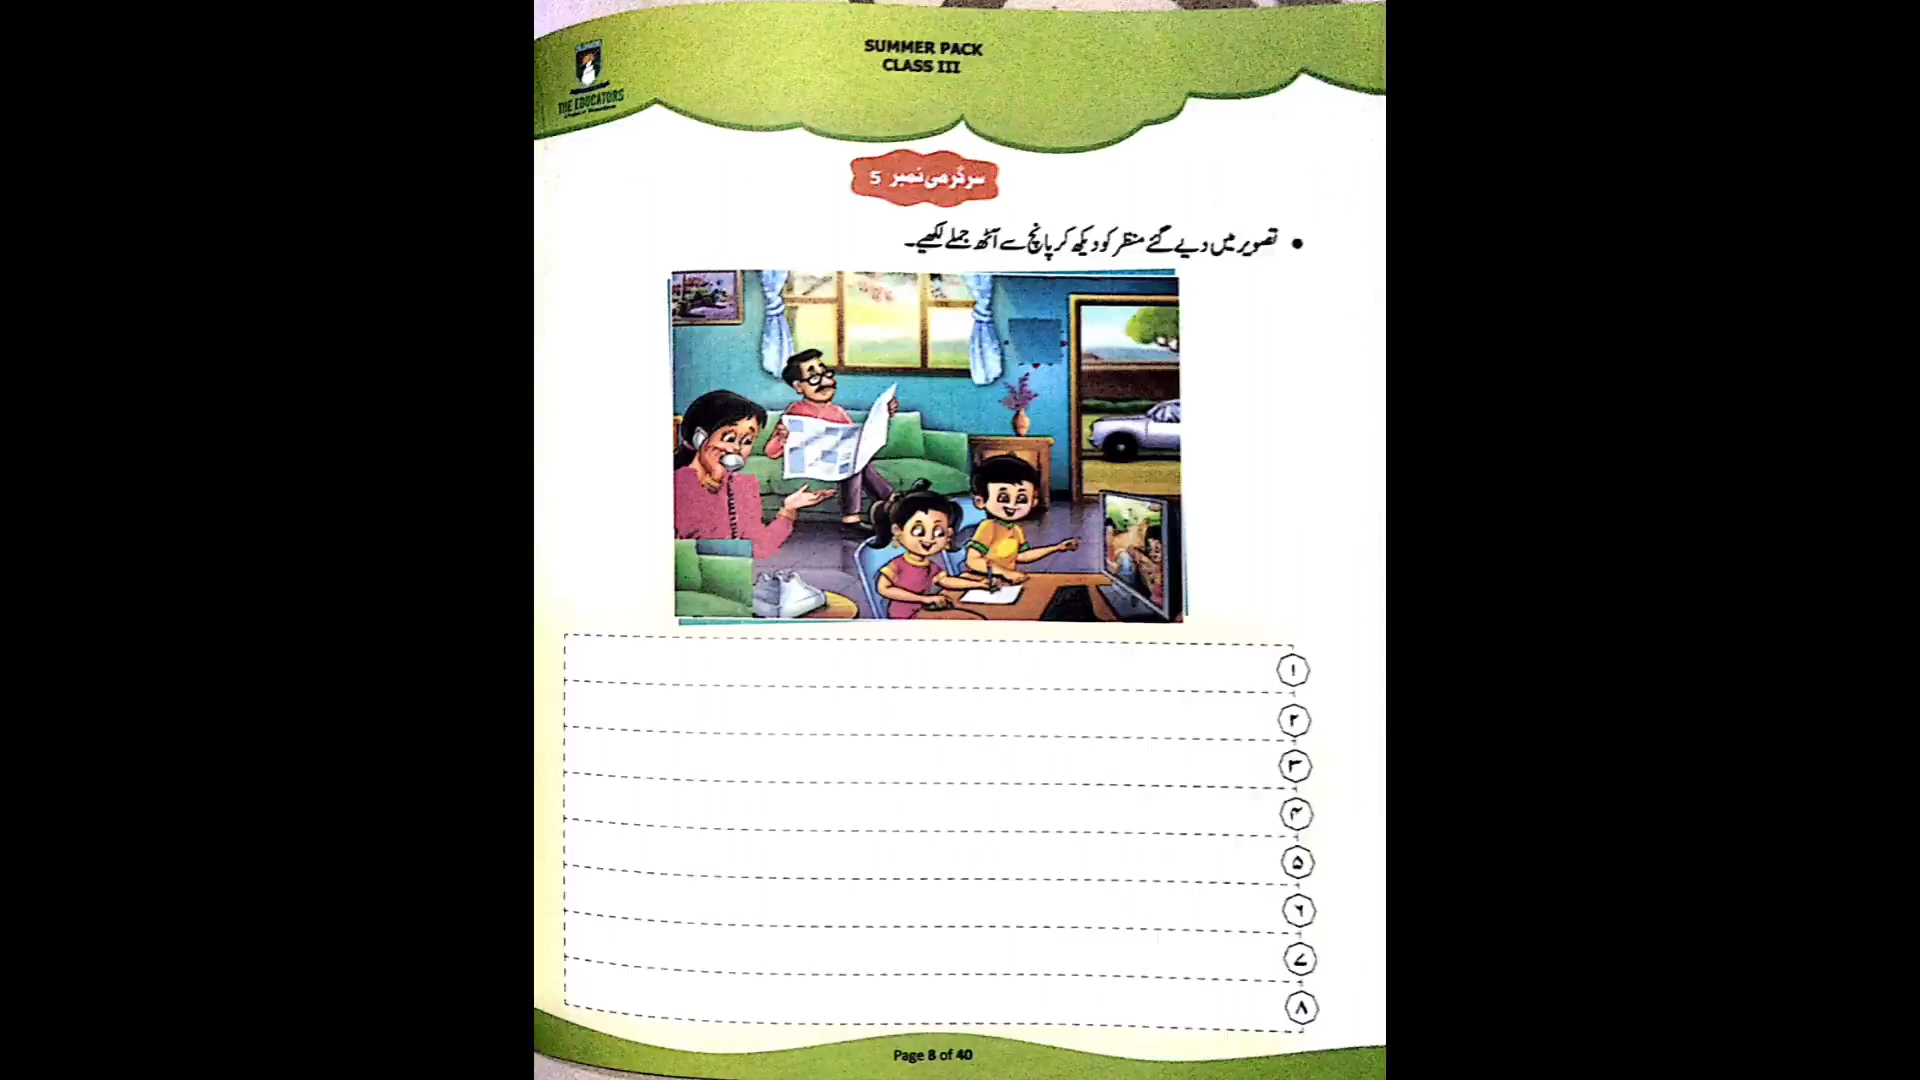 SUMMER PACK
CLASS III
THE EDUCATORS
سرگرمی نمبر 5
• تصویر میں دیے گئے منظر کو دیکھ کر پانچ سے آٹھ جملے لکھیے۔
۱
۲
۳
۴
۵
۶
۷
۸
Page 8 of 40